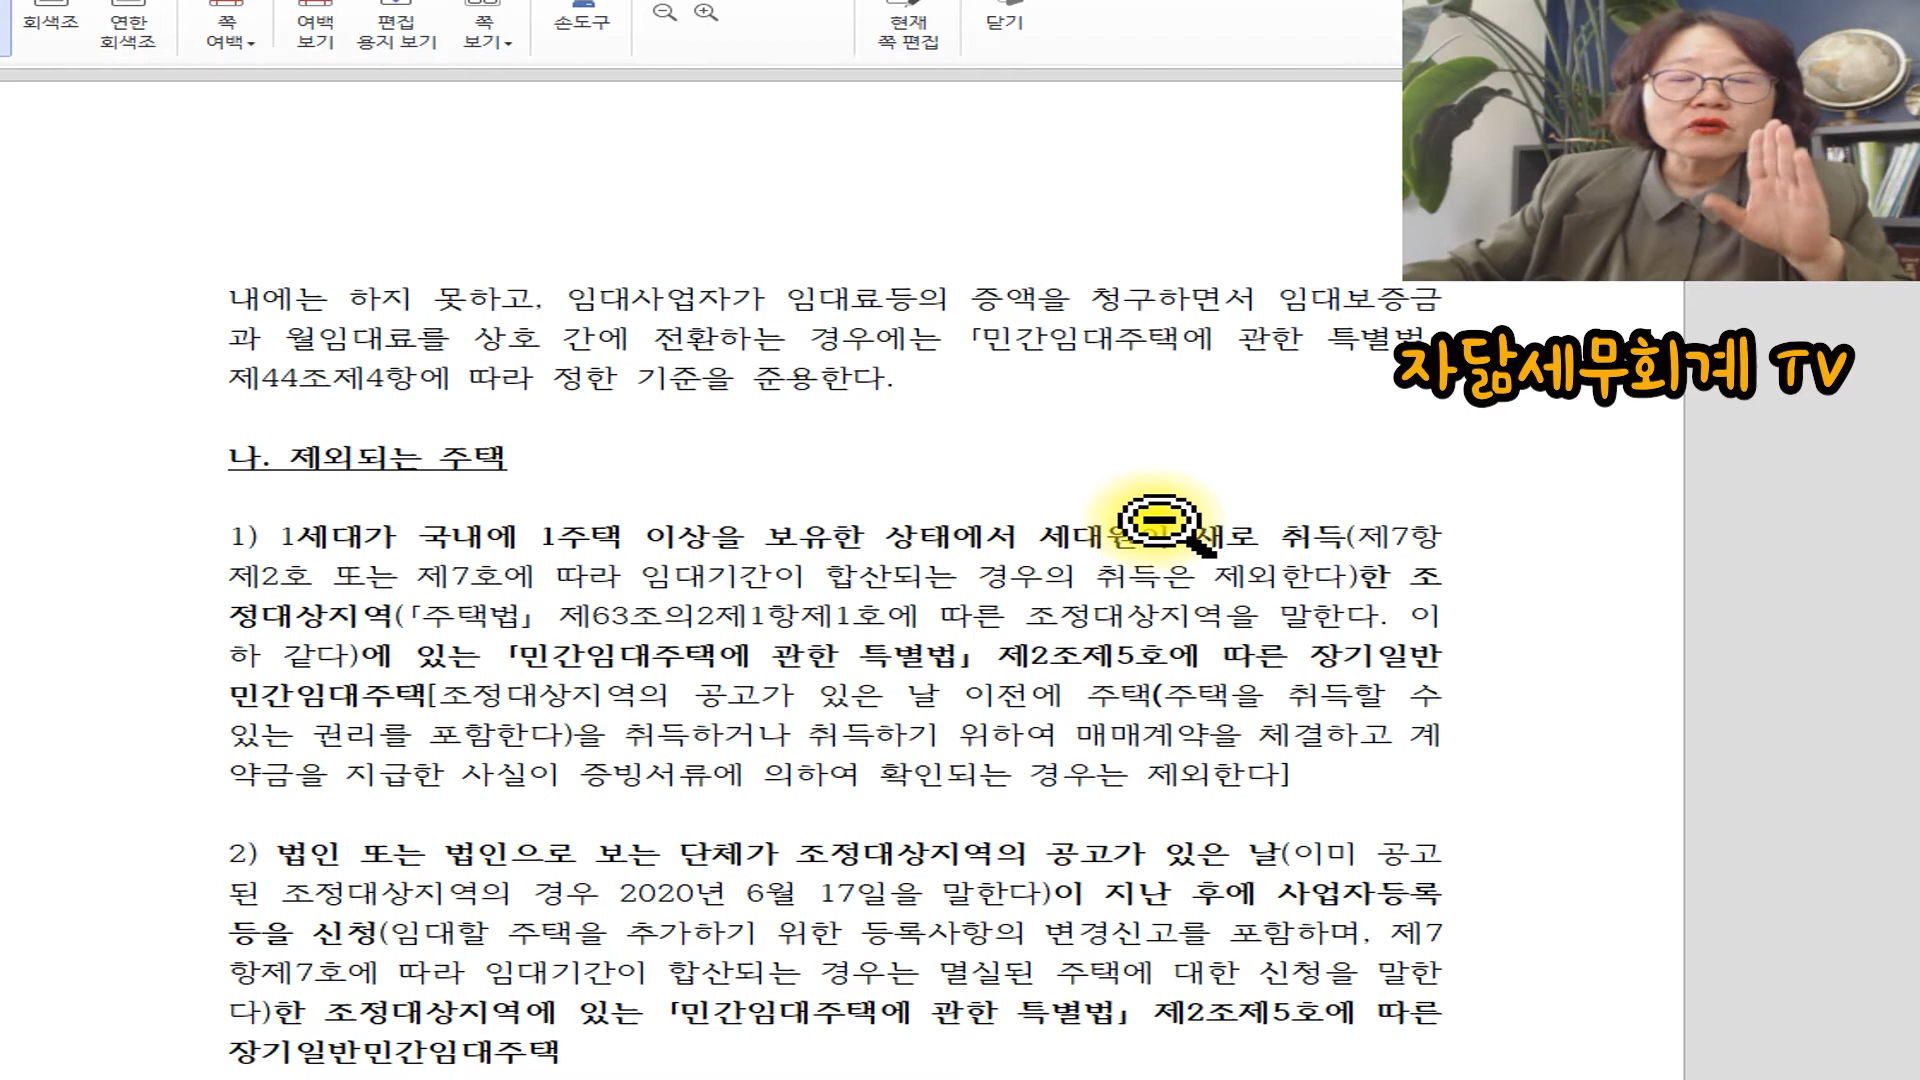 회색조
연한
회색조
쪽
여백
여백
보기
편집
용지 보기
쪽
보기
손도구
현재
쪽 편집
닫기
내에는 하지 못하고, 임대사업자가 임대료등의 증액을 청구하면서 임대보증금
과 월임대료를 상호 간에 전환하는 경우에는 「민간임대주택에 관한 특별법」
제44조제4항에 따라 정한 기준을 준용한다.
자닮세무회계 TV
나. 제외되는 주택
1) 1세대가 국내에 1주택 이상을 보유한 상태에서 세대원이 새로 취득(제7항
제2호 또는 제7호에 따라 임대기간이 합산되는 경우의 취득은 제외한다)한 조
정대상지역(「주택법」 제63조의2제1항제1호에 따른 조정대상지역을 말한다. 이
하 같다)에 있는 「민간임대주택에 관한 특별법」 제2조제5호에 따른 장기일반
민간임대주택[조정대상지역의 공고가 있은 날 이전에 주택(주택을 취득할 수
있는 권리를 포함한다)을 취득하거나 취득하기 위하여 매매계약을 체결하고 계
약금을 지급한 사실이 증빙서류에 의하여 확인되는 경우는 제외한다]
2) 법인 또는 법인으로 보는 단체가 조정대상지역의 공고가 있은 날(이미 공고
된 조정대상지역의 경우 2020년 6월 17일을 말한다)이 지난 후에 사업자등록
등을 신청(임대할 주택을 추가하기 위한 등록사항의 변경신고를 포함하며, 제7
항제7호에 따라 임대기간이 합산되는 경우는 멸실된 주택에 대한 신청을 말한
다)한 조정대상지역에 있는 「민간임대주택에 관한 특별법」 제2조제5호에 따른
장기일반민간임대주택